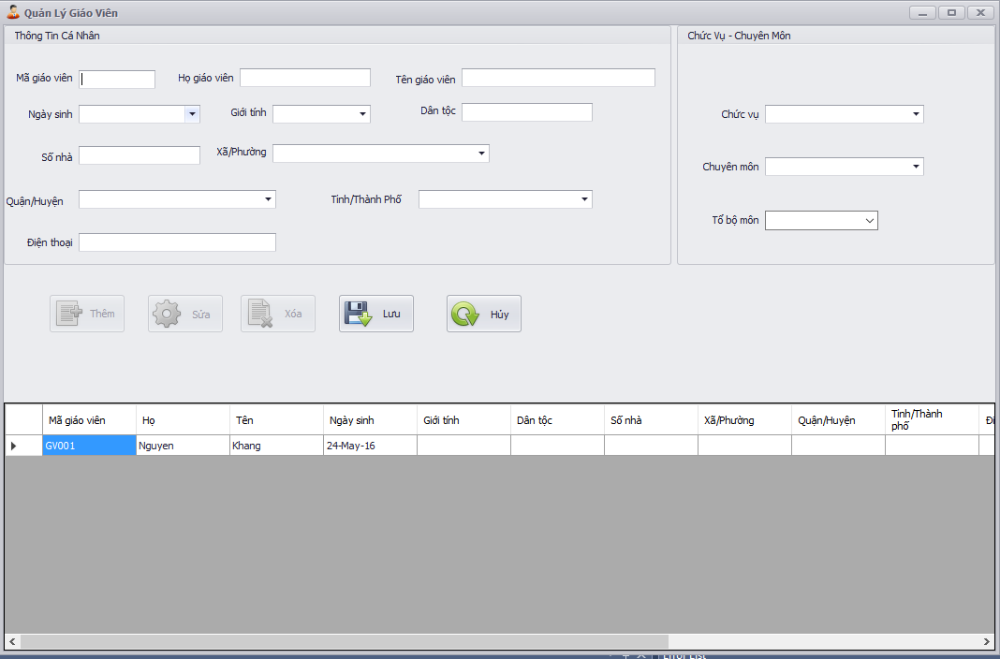 Quản Lý Giáo Viên
Thông Tin Cá Nhân
Chức Vụ - Chuyên Môn
Mã giáo viên
Họ giáo viên
Tên giáo viên
Ngày sinh
Giới tính
Dân tộc
Chức vụ
Số nhà
Xã/Phường
Chuyên môn
Quận/Huyện
Tỉnh/Thành Phố
Tổ bộ môn
Điện thoại
Thêm
Sửa
Xóa
Lưu
Hủy
Mã giáo viên Họ Tên Ngày sinh Giới tính Dân tộc Số nhà Xã/Phường Quận/Huyện Tỉnh/Thành phố
GV001 Nguyen Khang 24-May-16
Error List